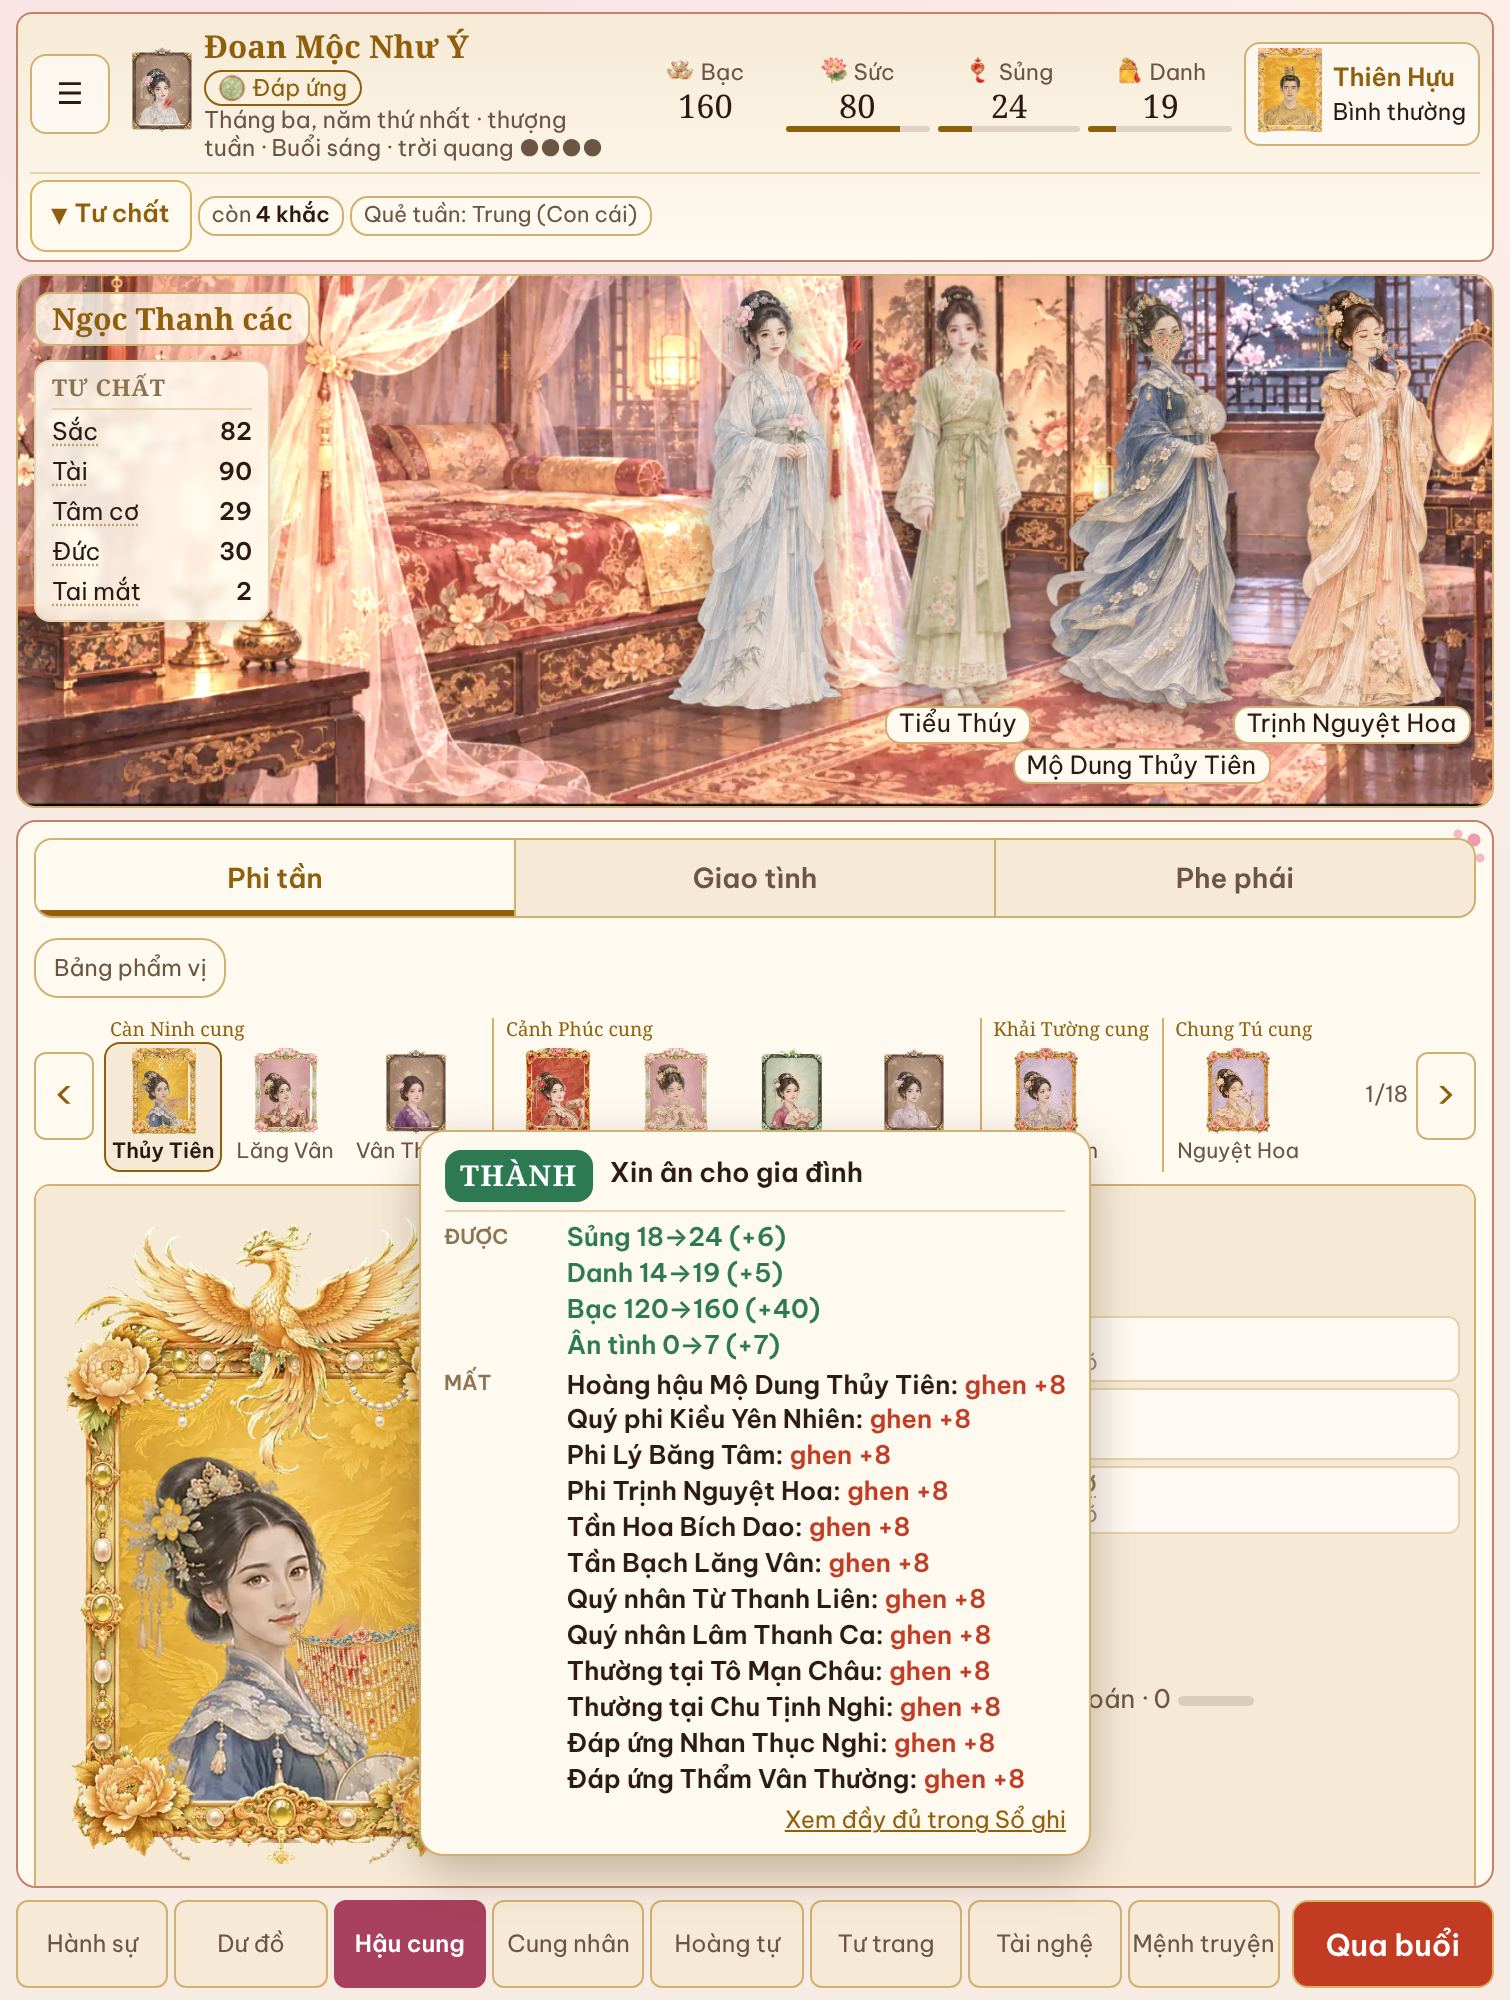 ☰
Đoan Mộc Như Ý
Đáp ứng
Tháng ba, năm thứ nhất · thượng
tuần · Buổi sáng · trời quang
Bạc
160
Sức
80
Sủng
24
Danh
19
Thiên Hựu
Bình thường
▼ Tư chất
còn 4 khắc
Quẻ tuần: Trung (Con cái)
Ngọc Thanh các
TƯ CHẤT
Sắc 82
Tài 90
Tâm cơ 29
Đức 30
Tai mắt 2
Tiểu Thúy
Trịnh Nguyệt Hoa
Mộ Dung Thủy Tiên
Phi tần
Giao tình
Phe phái
Bảng phẩm vị
Càn Ninh cung
Cảnh Phúc cung
Khải Tường cung
Chung Tú cung
1/18
Thủy Tiên
Lăng Vân
Vân
Nguyệt Hoa
THÀNH Xin ân cho gia đình
ĐƯỢC Sủng 18→24 (+6)
Danh 14→19 (+5)
Bạc 120→160 (+40)
Ân tình 0→7 (+7)
MẤT Hoàng hậu Mộ Dung Thủy Tiên: ghen +8
Quý phi Kiều Yên Nhiên: ghen +8
Phi Lý Băng Tâm: ghen +8
Phi Trịnh Nguyệt Hoa: ghen +8
Tần Hoa Bích Dao: ghen +8
Tần Bạch Lăng Vân: ghen +8
Quý nhân Từ Thanh Liên: ghen +8
Quý nhân Lâm Thanh Ca: ghen +8
Thường tại Tô Mạn Châu: ghen +8
Thường tại Chu Tịnh Nghi: ghen +8
Đáp ứng Nhan Thục Nghi: ghen +8
Đáp ứng Thẩm Vân Thường: ghen +8
Xem đầy đủ trong Sổ ghi
oán · 0
Hành sự
Dư đồ
Hậu cung
Cung nhân
Hoàng tự
Tư trang
Tài nghệ
Mệnh truyện
Qua buổi